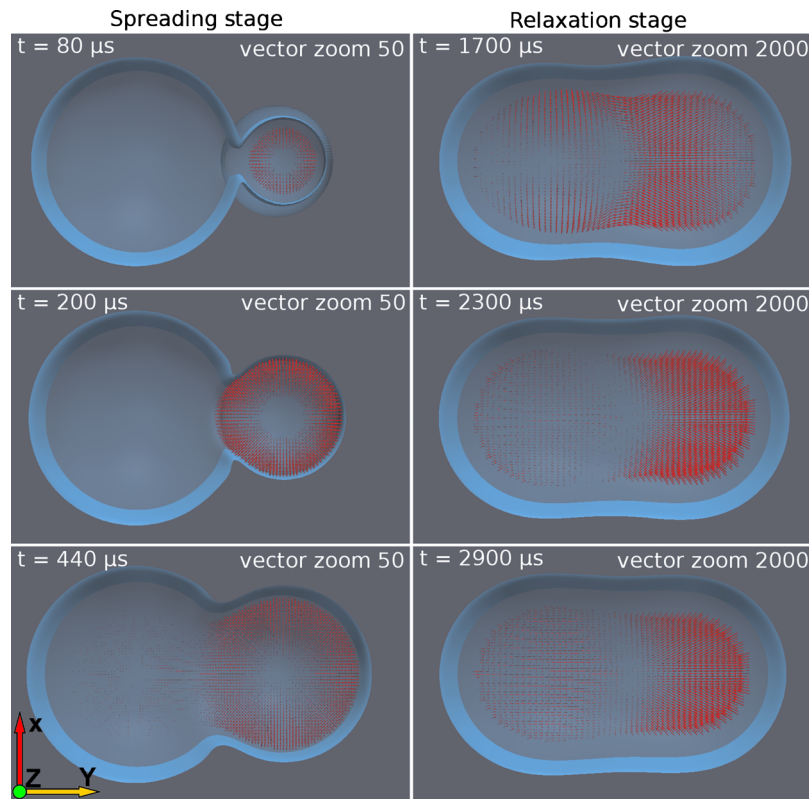 Spreading stage
Relaxation stage
t = 80 µs
vector zoom 50
t = 1700 µs
vector zoom 2000
t = 200 µs
vector zoom 50
t = 2300 µs
vector zoom 2000
t = 440 µs
vector zoom 50
t = 2900 µs
vector zoom 2000
x
Z
Y